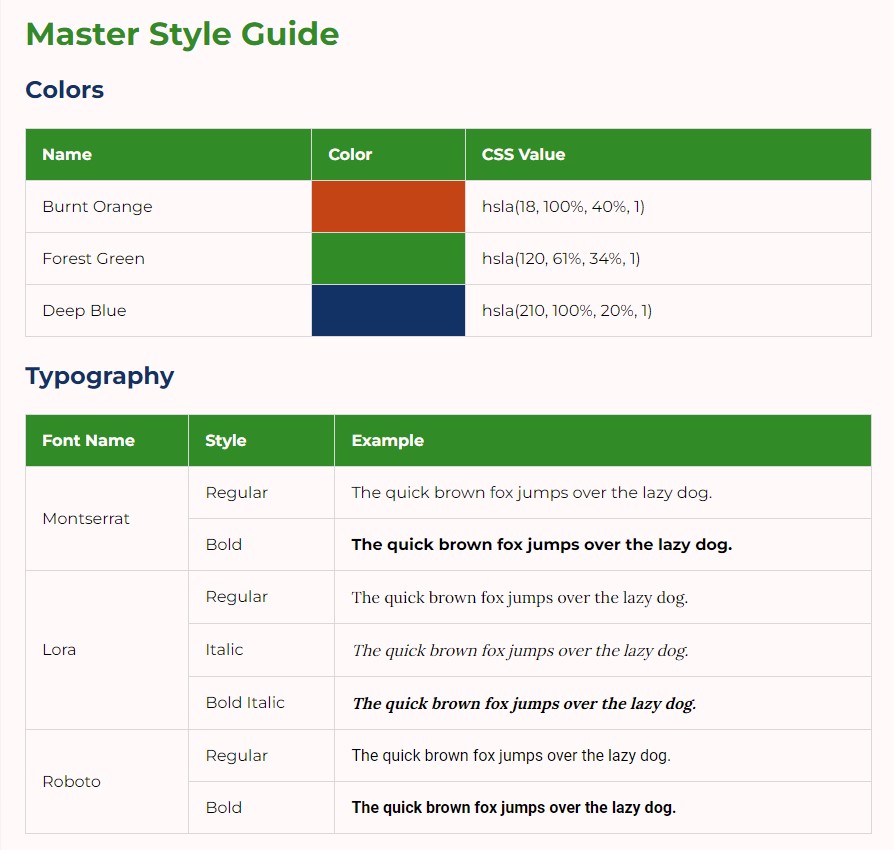 Master Style Guide
Colors
Name Color CSS Value
Burnt Orange hsla(18, 100%, 40%, 1)
Forest Green hsla(120, 61%, 34%, 1)
Deep Blue hsla(210, 100%, 20%, 1)
Typography
Font Name Style Example
Montserrat
Regular The quick brown fox jumps over the lazy dog.
Bold The quick brown fox jumps over the lazy dog.
Lora
Regular The quick brown fox jumps over the lazy dog.
Italic The quick brown fox jumps over the lazy dog.
Bold Italic The quick brown fox jumps over the lazy dog.
Roboto
Regular The quick brown fox jumps over the lazy dog.
Bold The quick brown fox jumps over the lazy dog.